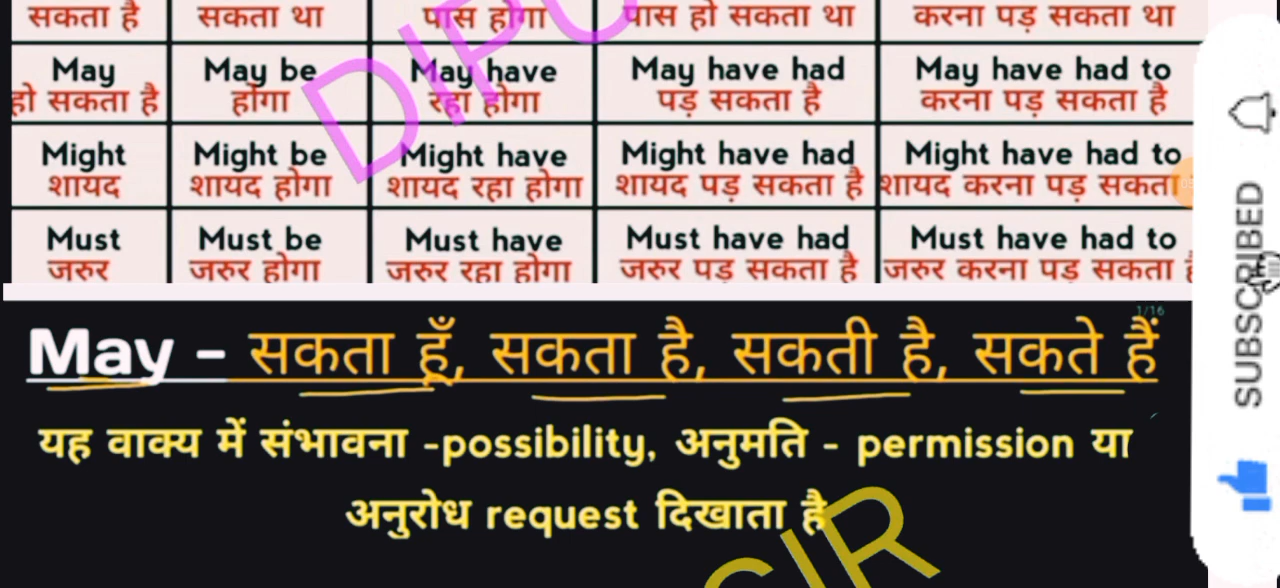 सकता है सकता था पास होगा पास हो सकता था करना पड़ सकता था
May May be May have May have had May have had to
हो सकता है होगा रहा होगा पड़ सकता है करना पड़ सकता है
Might Might be Might have Might have had Might have had to
शायद शायद होगा शायद रहा होगा शायद पड़ सकता है शायद करना पड़ सकता
Must Must be Must have Must have had Must have had to
जरुर जरुर होगा जरुर रहा होगा जरुर पड़ सकता है जरुर करना पड़ सकता
1/16
May – सकता हूँ, सकता है, सकती है, सकते हैं
यह वाक्य में संभावना -possibility, अनुमति - permission या
अनुरोध request दिखाता है
SIR
SUBSCRIBED